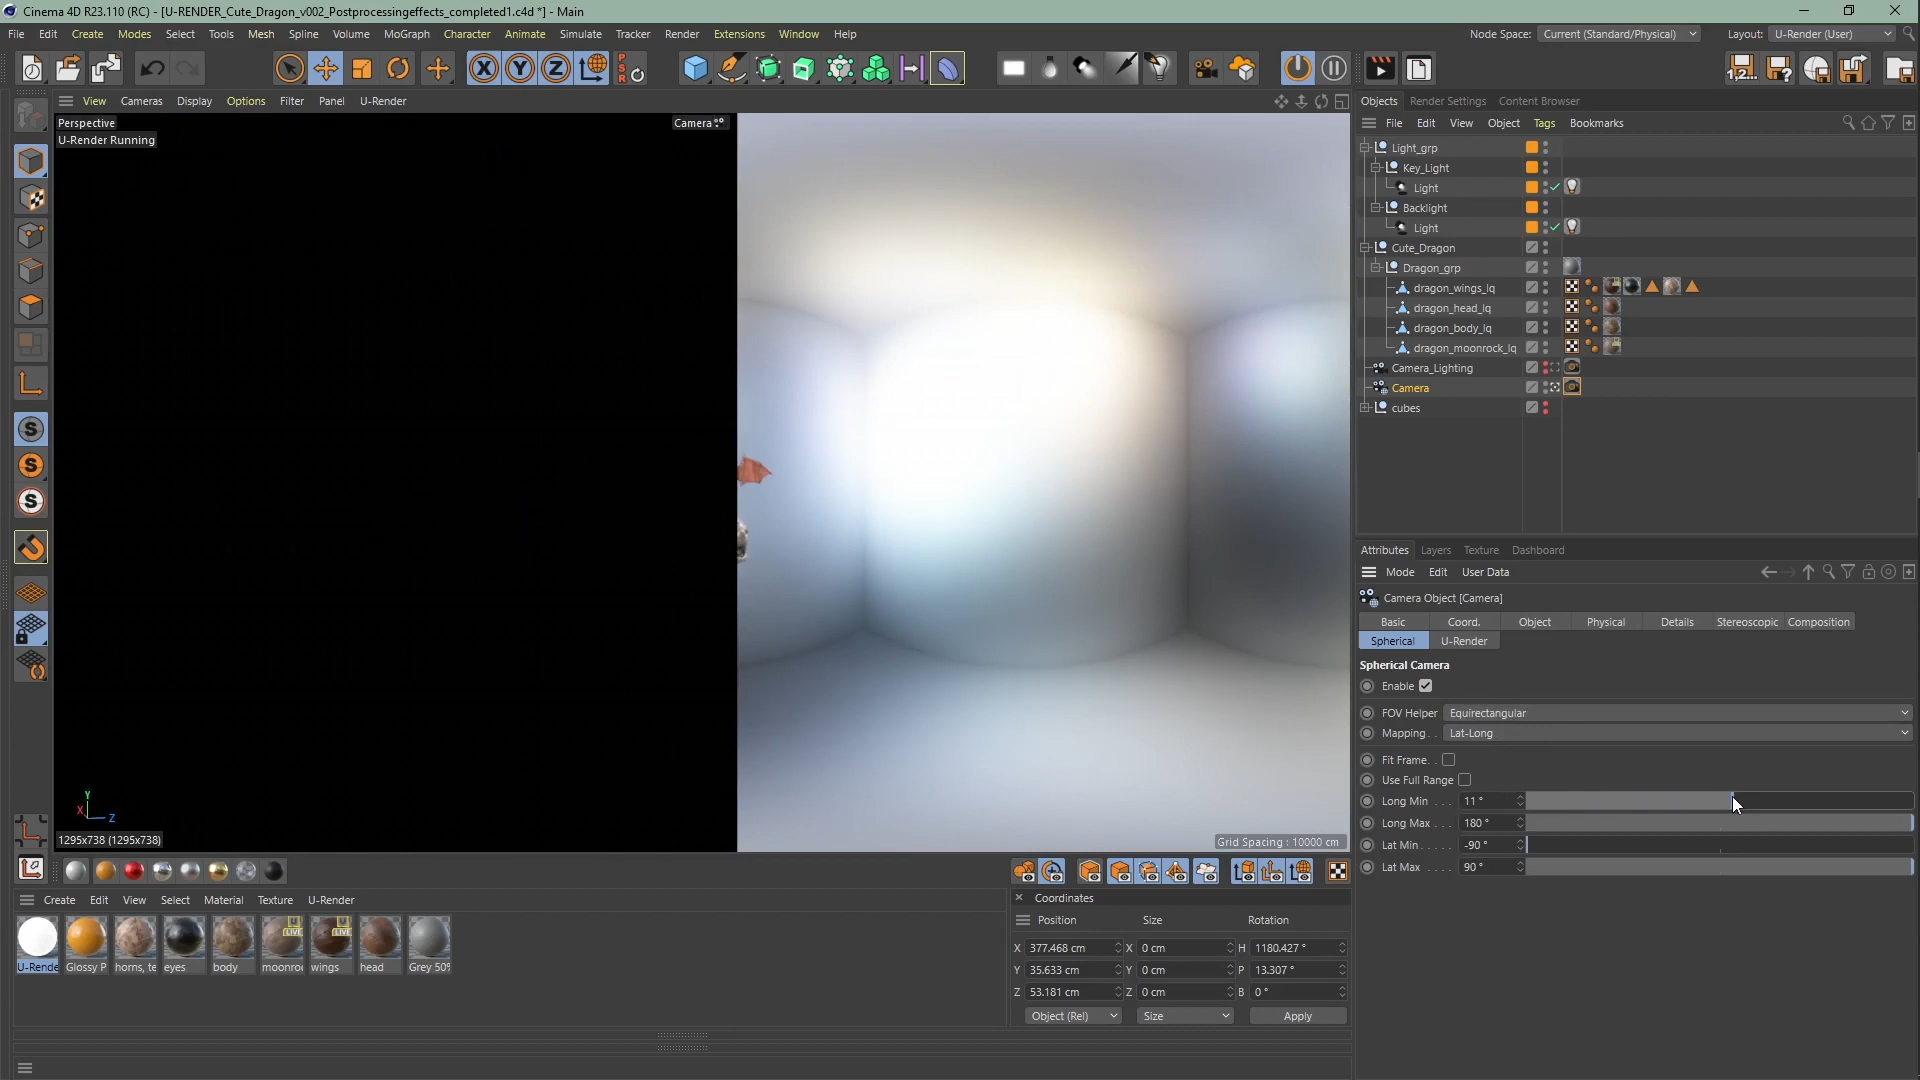 Cinema 4D R23.110 (RC) - [U-RENDER_Cute_Dragon_v002_Postprocessingeffects_completed1.c4d *] - Main
File Edit Create Modes Select Tools Mesh Spline Volume MoGraph Character Animate Simulate Tracker Render Extensions Window Help
Node Space: Current (Standard/Physical) Layout: U-Render (User)
X Y Z PSR
View Cameras Display Options Filter Panel U-Render
Perspective
U-Render Running
Camera
Y
X
Z
1295x738 (1295x738)
Grid Spacing : 10000 cm
S
S
S
Objects Render Settings Content Browser
File Edit View Object Tags Bookmarks
Light_grp
Key_Light
Light
Backlight
Light
Cute_Dragon
Dragon_grp
dragon_wings_lq
dragon_head_lq
dragon_body_lq
dragon_moonrock_lq
Camera_Lighting
Camera
cubes
Attributes Layers Texture Dashboard
Mode Edit User Data
Camera Object [Camera]
Basic Coord. Object Physical Details Stereoscopic Composition
Spherical U-Render
Spherical Camera
Enable
FOV Helper Equirectangular
Mapping . . Lat-Long
Fit Frame. .
Use Full Range
Long Min . . . 11 °
Long Max . . . 180 °
Lat Min. . . . . -90 °
Lat Max . . . . 90 °
Create Edit View Select Material Texture U-Render
U-Rende Glossy P horns, te eyes body moonro wings head Grey 50%
LIVE LIVE
Coordinates
Position Size Rotation
X 377.468 cm X 0 cm H 1180.427 °
Y 35.633 cm Y 0 cm P 13.307 °
Z 53.181 cm Z 0 cm B 0 °
Object (Rel) Size Apply